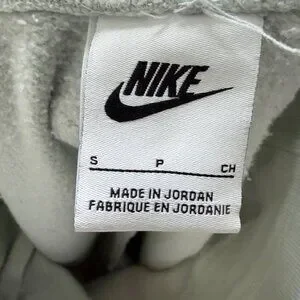 NIKE
S P CH
MADE IN JORDAN
FABRIQUE EN JORDANIE